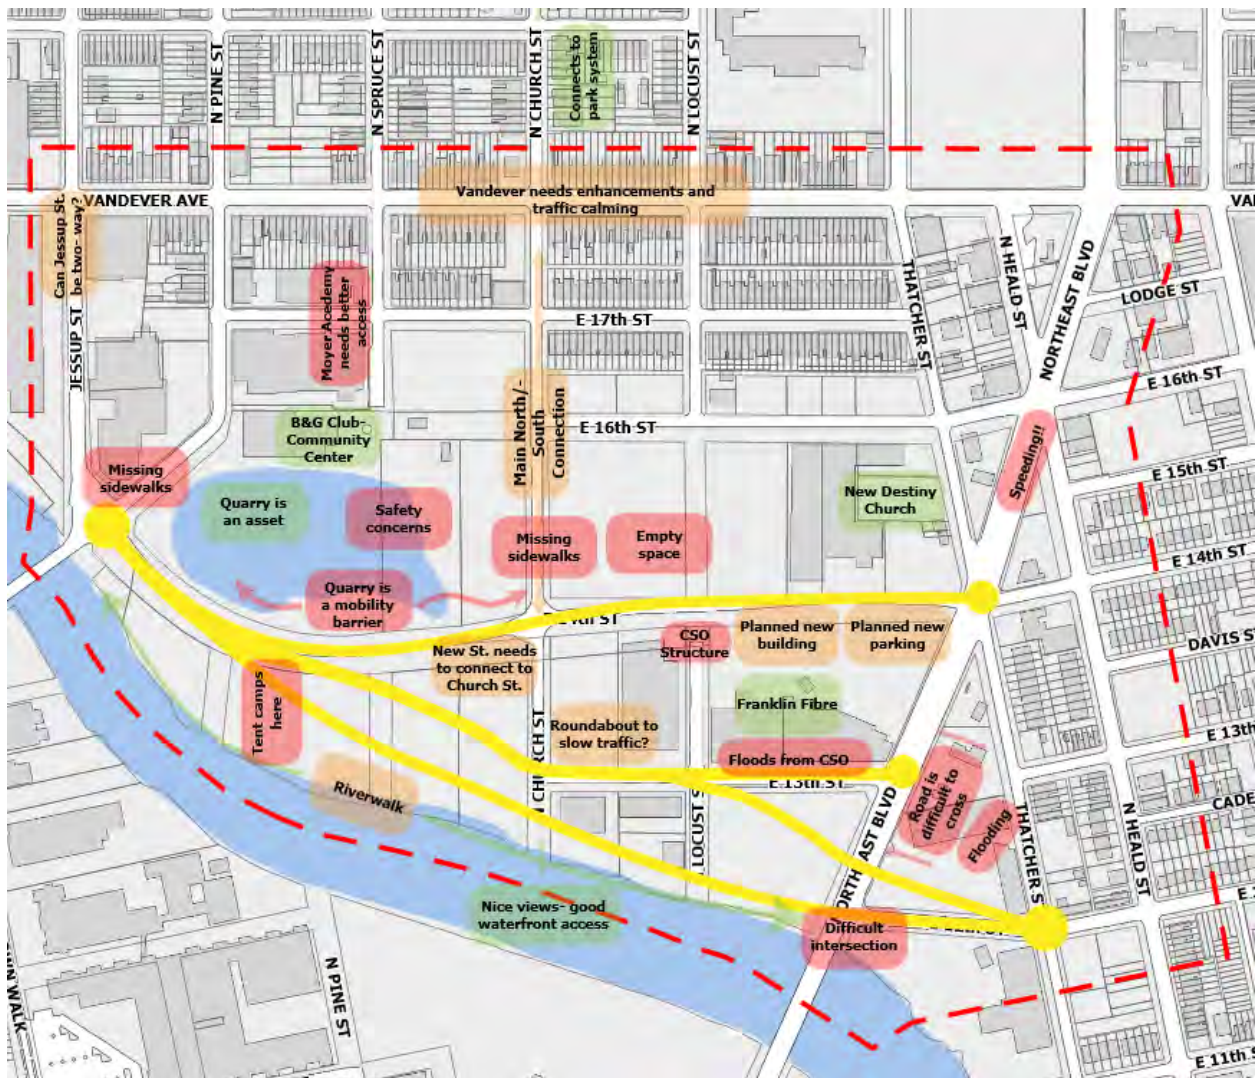 N PINE ST
N SPRUCE ST
N CHURCH ST
Connects to
park system
N LOCUST ST
Can Jessup St.
be two- way?
VANDEVER AVE
Vandever needs enhancements and
traffic calming
VAN
JESSUP ST
Moyer Acedemy
needs better
access
E 17th ST
THATCHER ST
N HEALD ST
NORTHEAST BLVD
LODGE ST
E 16th ST
B&G Club-
Community
Center
Main North/-
South
Connection
E 16th ST
Speeding!!
E 15th ST
Missing
sidewalks
Quarry is
an asset
Safety
concerns
Missing
sidewalks
Empty
space
New Destiny
Church
E 14th ST
Quarry is
a mobility
barrier
ST
New St. needs
to connect to
Church St.
CSO
Structure
Planned new
building
Planned new
parking
DAVIS ST
Tent camps
here
N CHURCH ST
Roundabout to
slow traffic?
Franklin Fibre
Floods from CSO
E 13th ST
E 13th
Riverwalk
LOCUST ST
BLVD
Road is
difficult to
cross
Flooding
THATCHER ST
N HEALD ST
CADE
Nice views- good
waterfront access
Difficult
intersection
N PINE ST
WALK
E 11th S